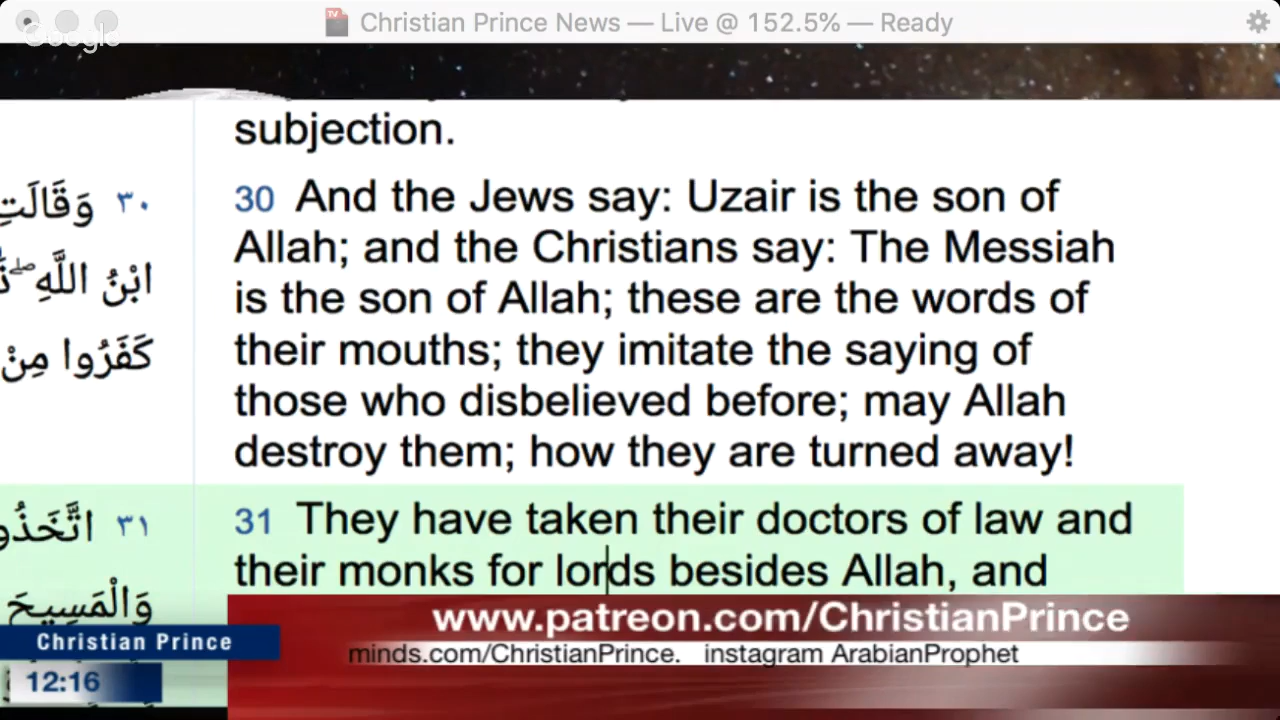 Christian Prince News — Live @ 152.5% — Ready
Google
subjection.
30 And the Jews say: Uzair is the son of
Allah; and the Christians say: The Messiah
is the son of Allah; these are the words of
their mouths; they imitate the saying of
those who disbelieved before; may Allah
destroy them; how they are turned away!
31 They have taken their doctors of law and
their monks for lords besides Allah, and
٣٠ وَقَالَتِ
ابْنُ اللَّهِ ۖ
كَفَرُوا مِنْ
٣١ اتَّخَذُو
وَالْمَسِيحَ
www.patreon.com/ChristianPrince
Christian Prince
minds.com/ChristianPrince. instagram ArabianProphet
12:16